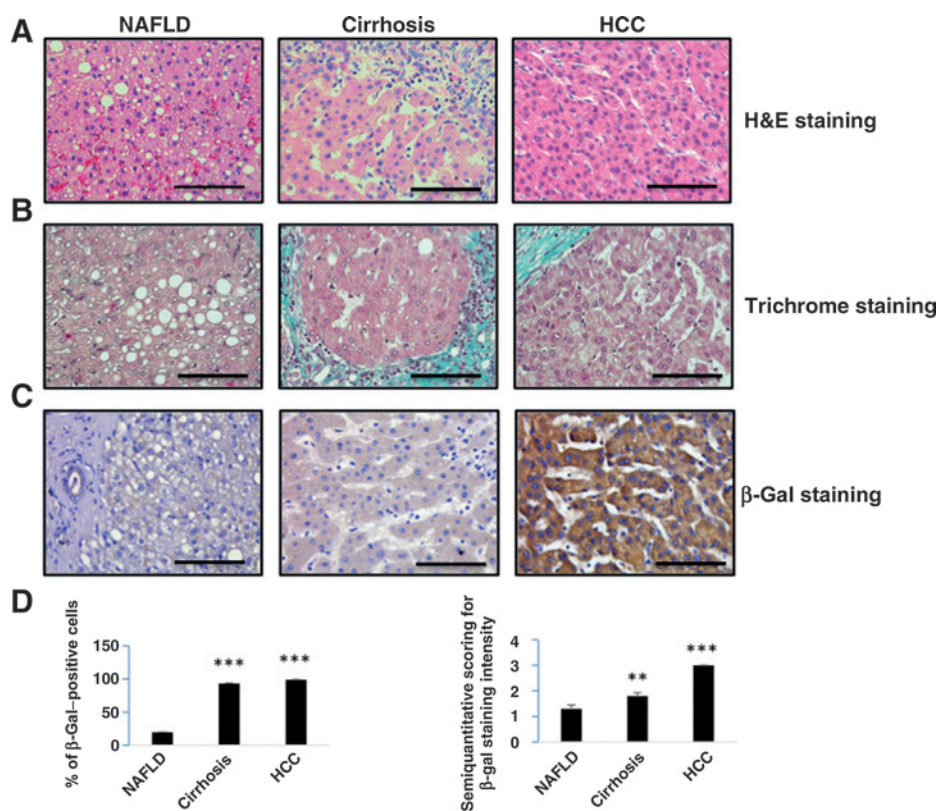 A
NAFLD
Cirrhosis
HCC
H&E staining
B
Trichrome staining
C
β-Gal staining
D
% of β-Gal–positive cells
150
100
50
0
***
***
NAFLD
Cirrhosis
HCC
Semiquantitative scoring for
β-gal staining intensity
4
3
2
1
0
**
***
NAFLD
Cirrhosis
HCC